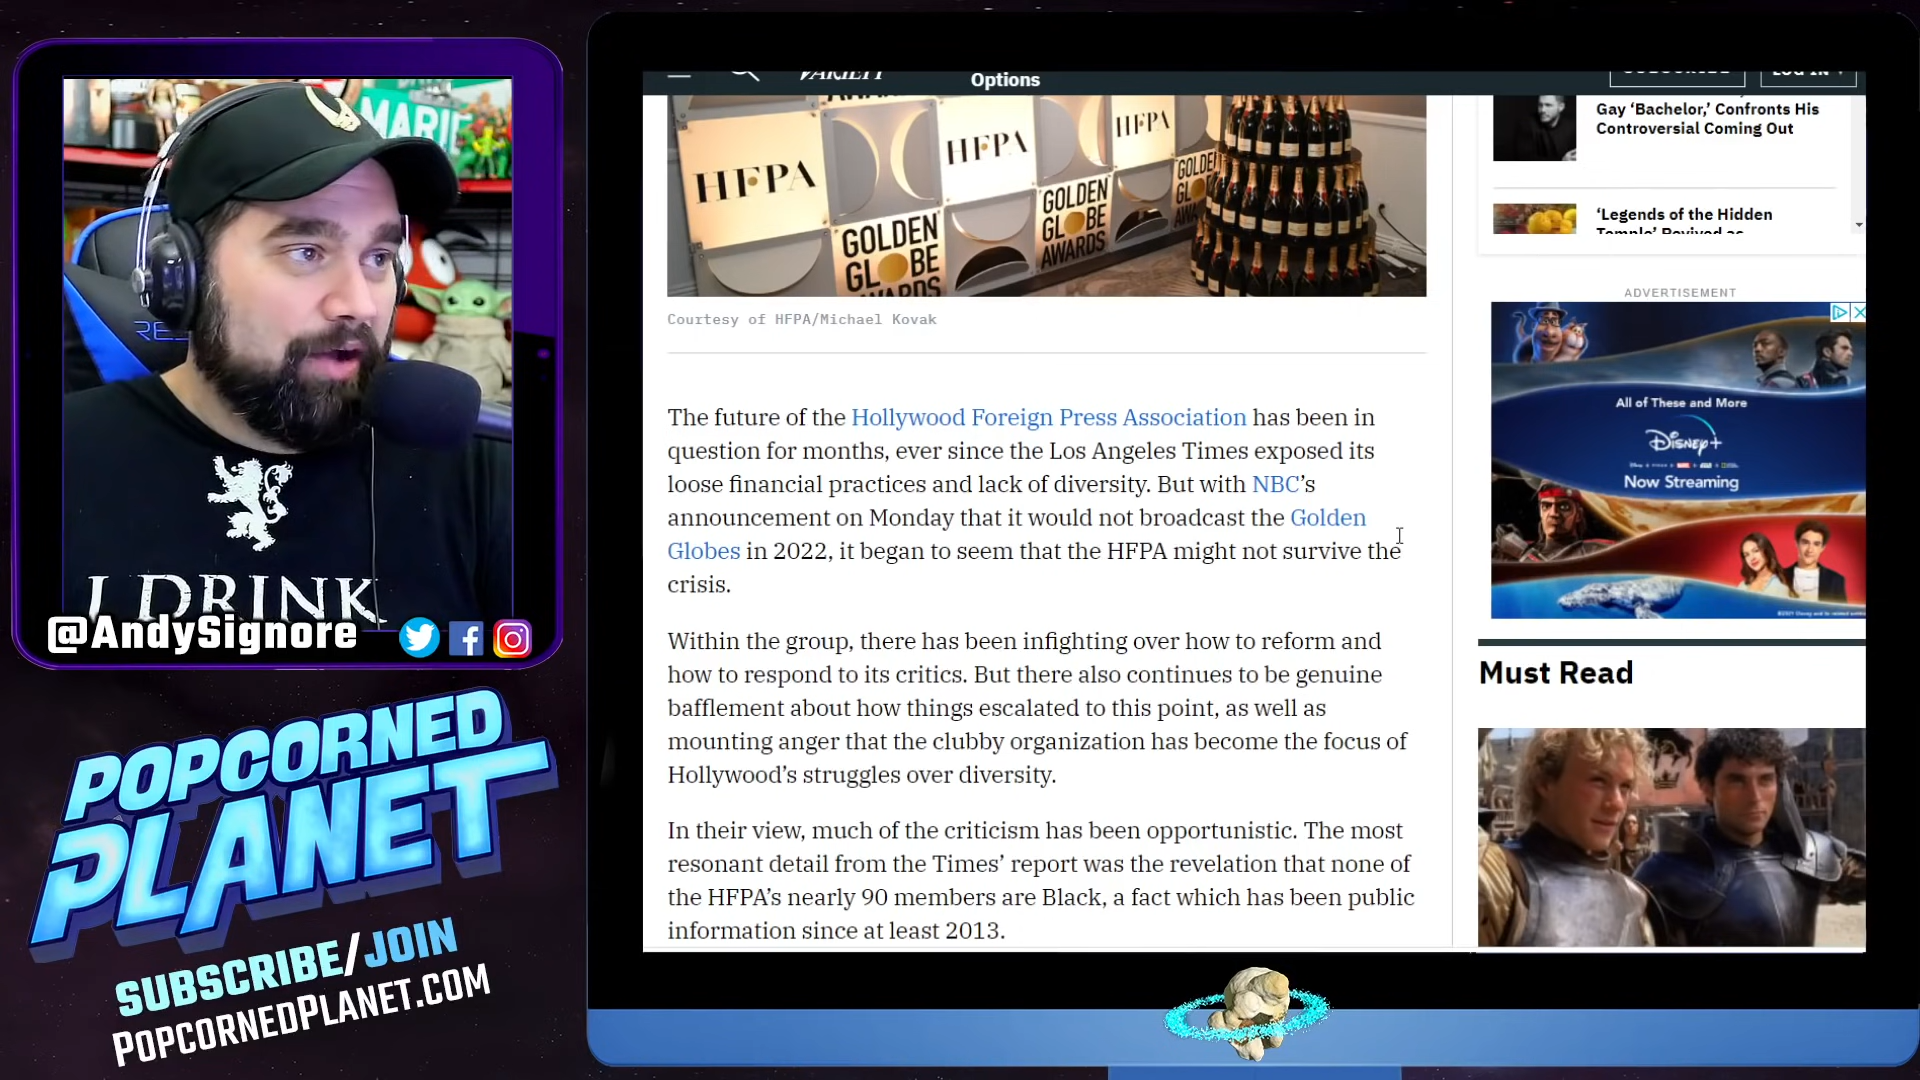 MARIE
I DRINK
@AndySignore
POPCORNED
PLANET
SUBSCRIBE/JOIN
POPCORNEDPLANET.COM
VARIETY
Options
SUBSCRIBE
LOG IN
HFPA
HFPA
HFPA
GOLDEN
GLOBE
AWARDS
GOLDEN
GLOBE
AWARDS
Courtesy of HFPA/Michael Kovak
The future of the Hollywood Foreign Press Association has been in
question for months, ever since the Los Angeles Times exposed its
loose financial practices and lack of diversity. But with NBC’s
announcement on Monday that it would not broadcast the Golden
Globes in 2022, it began to seem that the HFPA might not survive the
crisis.
Within the group, there has been infighting over how to reform and
how to respond to its critics. But there also continues to be genuine
bafflement about how things escalated to this point, as well as
mounting anger that the clubby organization has become the focus of
Hollywood’s struggles over diversity.
In their view, much of the criticism has been opportunistic. The most
resonant detail from the Times’ report was the revelation that none of
the HFPA’s nearly 90 members are Black, a fact which has been public
information since at least 2013.
Gay ‘Bachelor,’ Confronts His
Controversial Coming Out
‘Legends of the Hidden
Temple’ Revived as
ADVERTISEMENT
All of These and More
Disney+
Now Streaming
Must Read